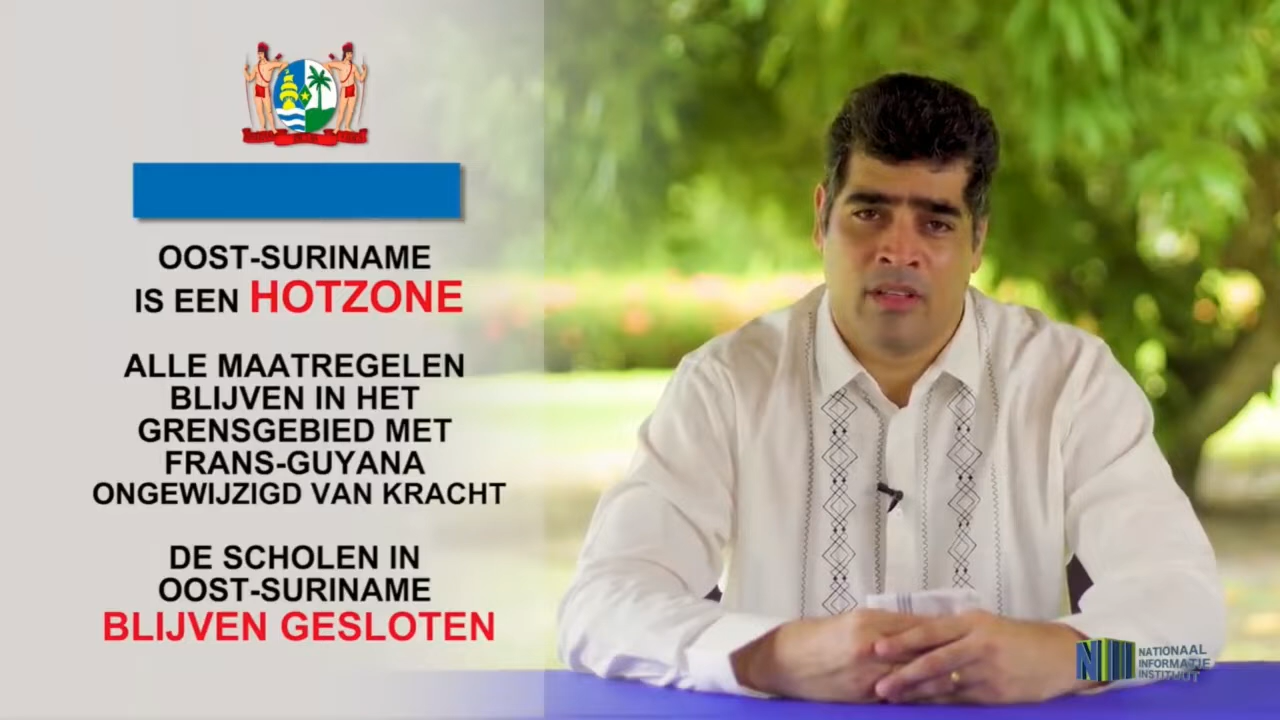 OOST-SURINAME
IS EEN HOTZONE
ALLE MAATREGELEN
BLIJVEN IN HET
GRENSGEBIED MET
FRANS-GUYANA
ONGEWIJZIGD VAN KRACHT
DE SCHOLEN IN
OOST-SURINAME
BLIJVEN GESLOTEN
NATIONAAL
INFORMATIE
INSTITUUT